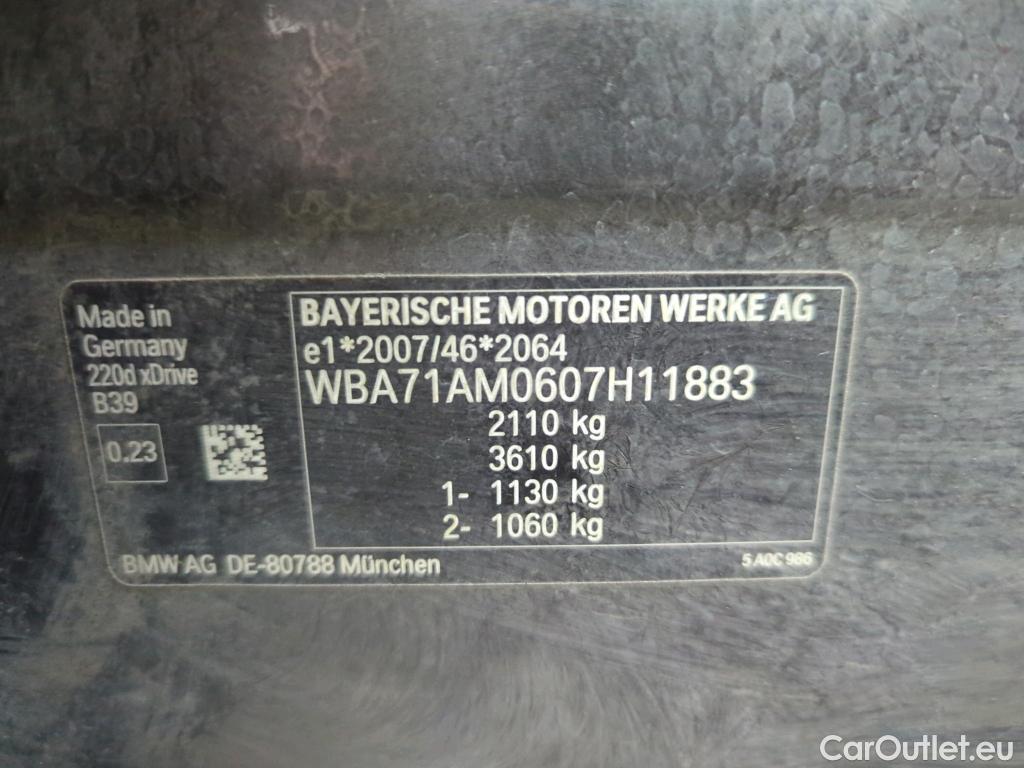 Made in
Germany
220d xDrive
B39
0.23
BAYERISCHE MOTOREN WERKE AG
e1*2007/46*2064
WBA71AM0607H11883
2110 kg
3610 kg
1- 1130 kg
2- 1060 kg
BMW AG DE-80788 München
5 A0C 986
CarOutlet.eu